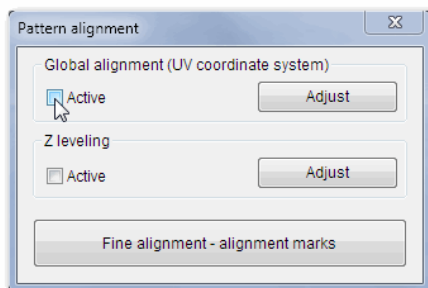 Pattern alignment
Global alignment (UV coordinate system)
Active
Adjust
Z leveling
Active
Adjust
Fine alignment - alignment marks